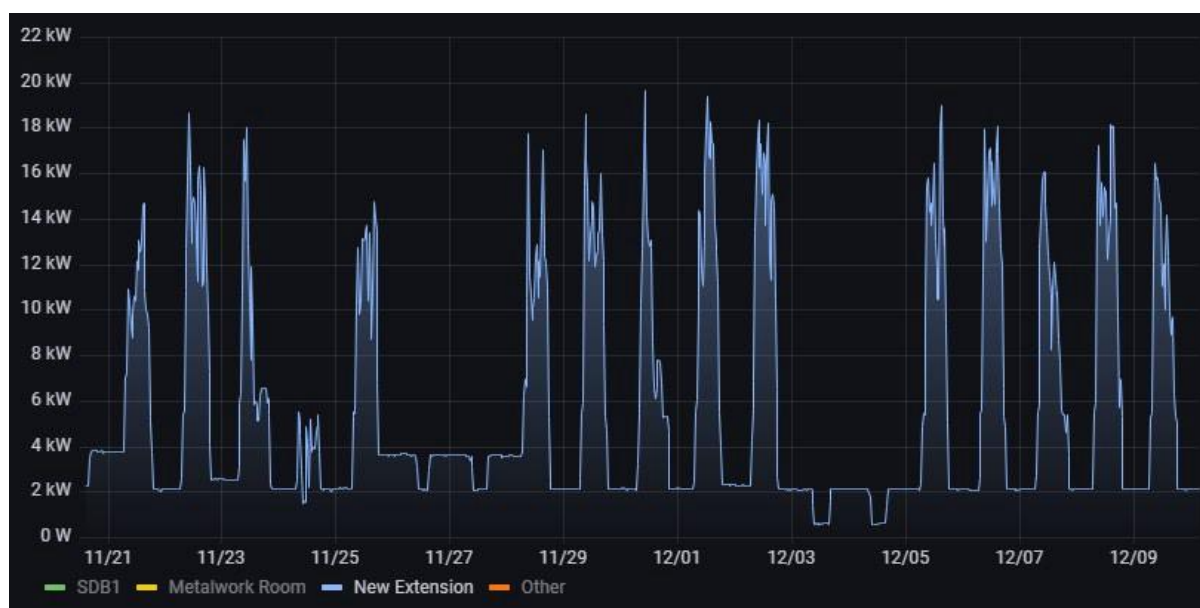 22 kW
20 kW
18 kW
16 kW
14 kW
12 kW
10 kW
8 kW
6 kW
4 kW
2 kW
0 W
11/21 11/23 11/25 11/27 11/29 12/01 12/03 12/05 12/07 12/09
SDB1 Metalwork Room New Extension Other